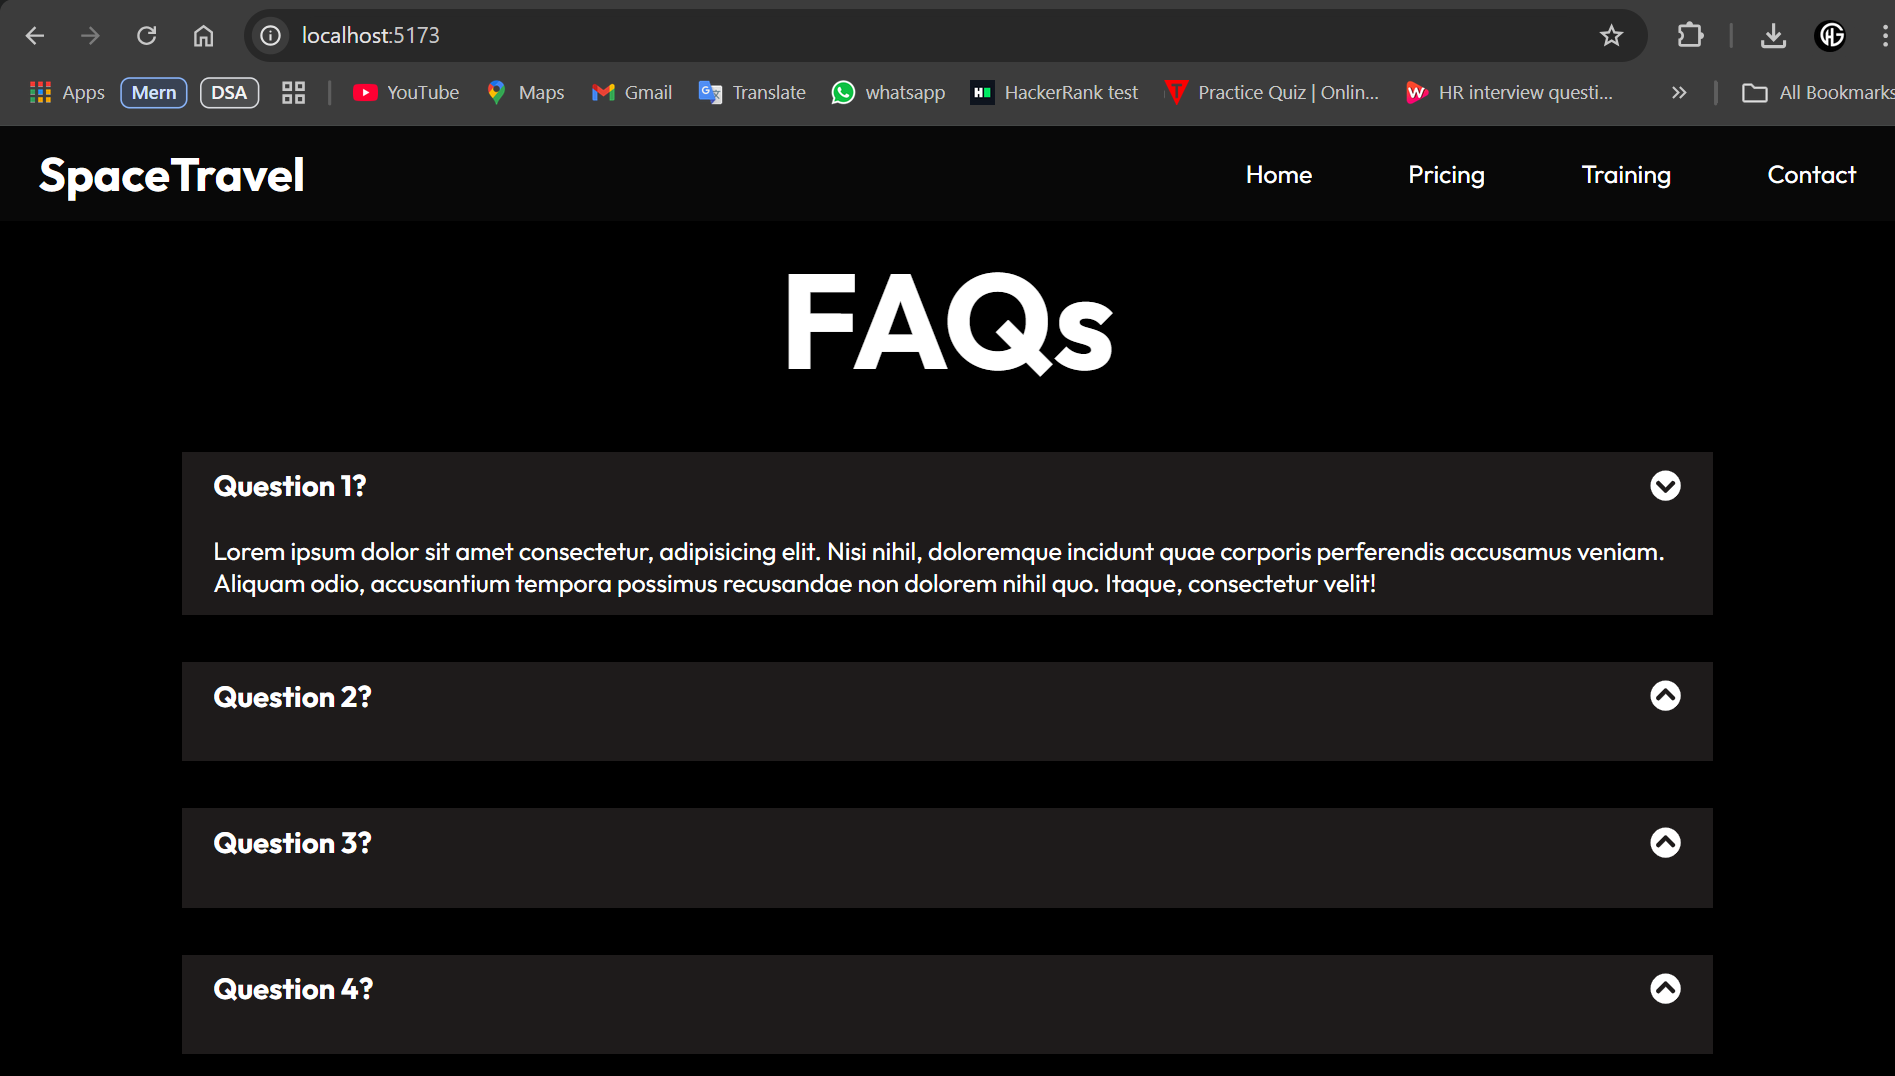 localhost:5173
Apps Mern DSA YouTube Maps Gmail Translate whatsapp HackerRank test Practice Quiz | Onlin... HR interview questi... All Bookmarks
SpaceTravel Home Pricing Training Contact
FAQs
Question 1?
Lorem ipsum dolor sit amet consectetur, adipisicing elit. Nisi nihil, doloremque incidunt quae corporis perferendis accusamus veniam.
Aliquam odio, accusantium tempora possimus recusandae non dolorem nihil quo. Itaque, consectetur velit!
Question 2?
Question 3?
Question 4?